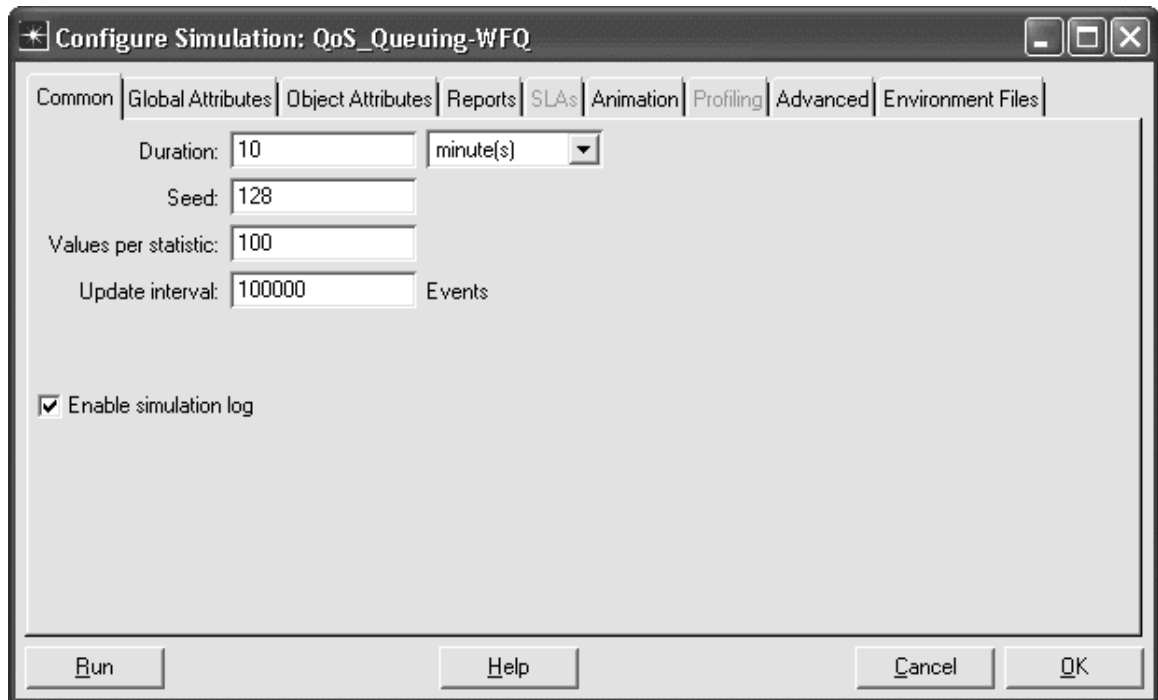 Configure Simulation: QoS_Queuing-WFQ
Common Global Attributes Object Attributes Reports SLAs Animation Profiling Advanced Environment Files
Duration: 10 minute(s)
Seed: 128
Values per statistic: 100
Update interval: 100000 Events
Enable simulation log
Run Help Cancel OK